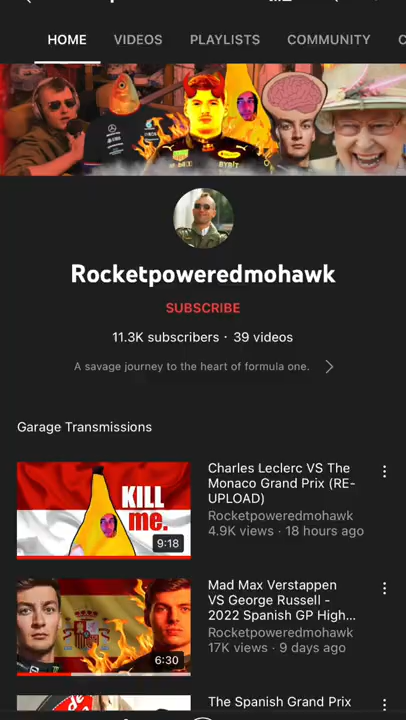 HOME VIDEOS PLAYLISTS COMMUNITY C
Rocketpoweredmohawk
SUBSCRIBE
11.3K subscribers · 39 videos
A savage journey to the heart of formula one.
Garage Transmissions
KILL
me.
9:18
Charles Leclerc VS The
Monaco Grand Prix (RE-
UPLOAD)
Rocketpoweredmohawk
4.9K views · 18 hours ago
6:30
Mad Max Verstappen
VS George Russell -
2022 Spanish GP High...
Rocketpoweredmohawk
17K views · 9 days ago
The Spanish Grand Prix